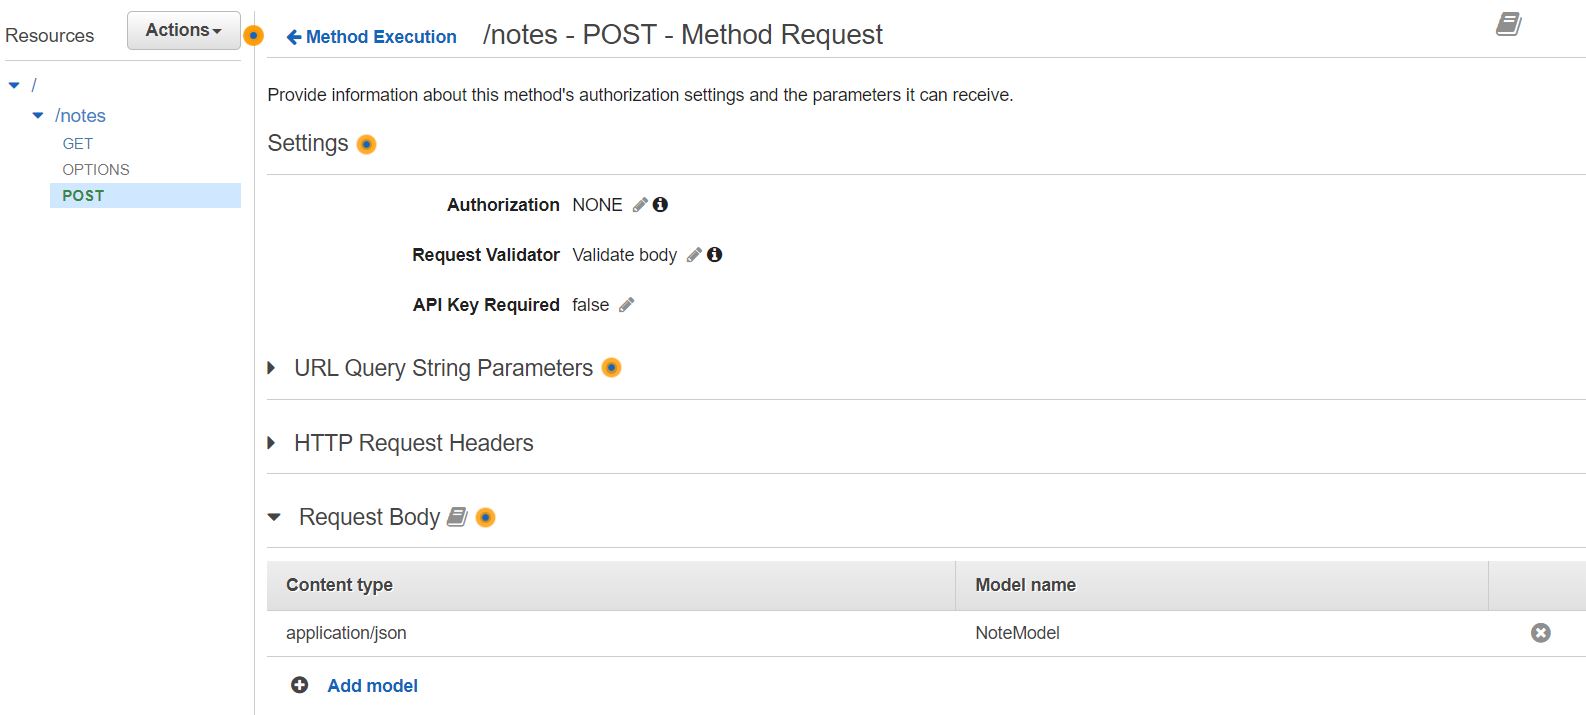 Resources
Actions
/
/notes
GET
OPTIONS
POST
Method Execution
/notes - POST - Method Request
Provide information about this method's authorization settings and the parameters it can receive.
Settings
Authorization NONE
Request Validator Validate body
API Key Required false
URL Query String Parameters
HTTP Request Headers
Request Body
Content type Model name
application/json NoteModel
Add model